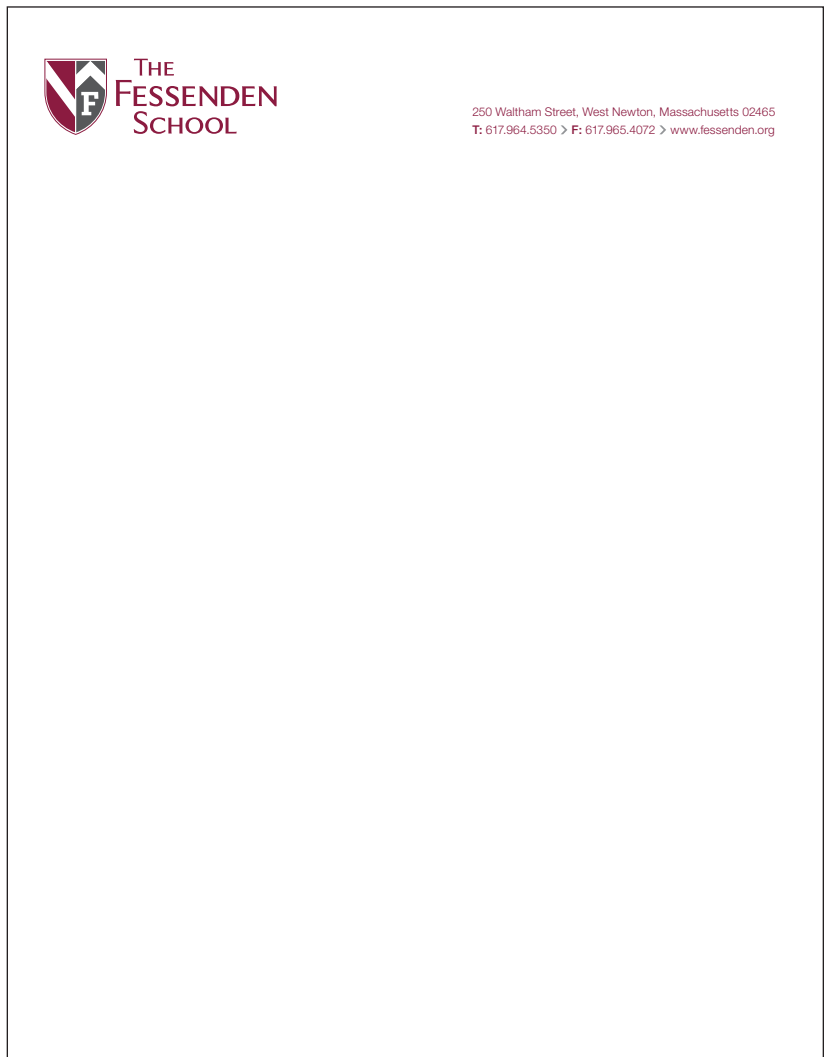 THE
FESSENDEN
SCHOOL
F
250 Waltham Street, West Newton, Massachusetts 02465
T: 617.964.5350 > F: 617.965.4072 > www.fessenden.org